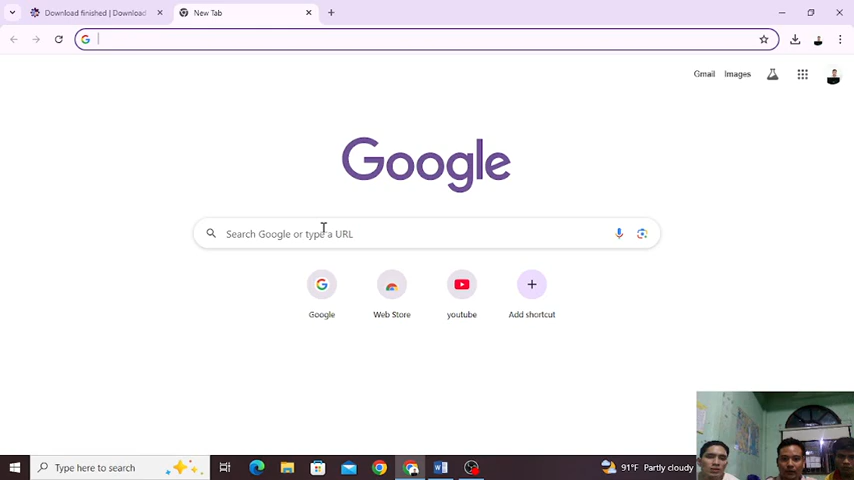 Download finished | Download
New Tab
Gmail
Images
Google
Search Google or type a URL
Google
Web Store
youtube
Add shortcut
Type here to search
91°F Partly cloudy